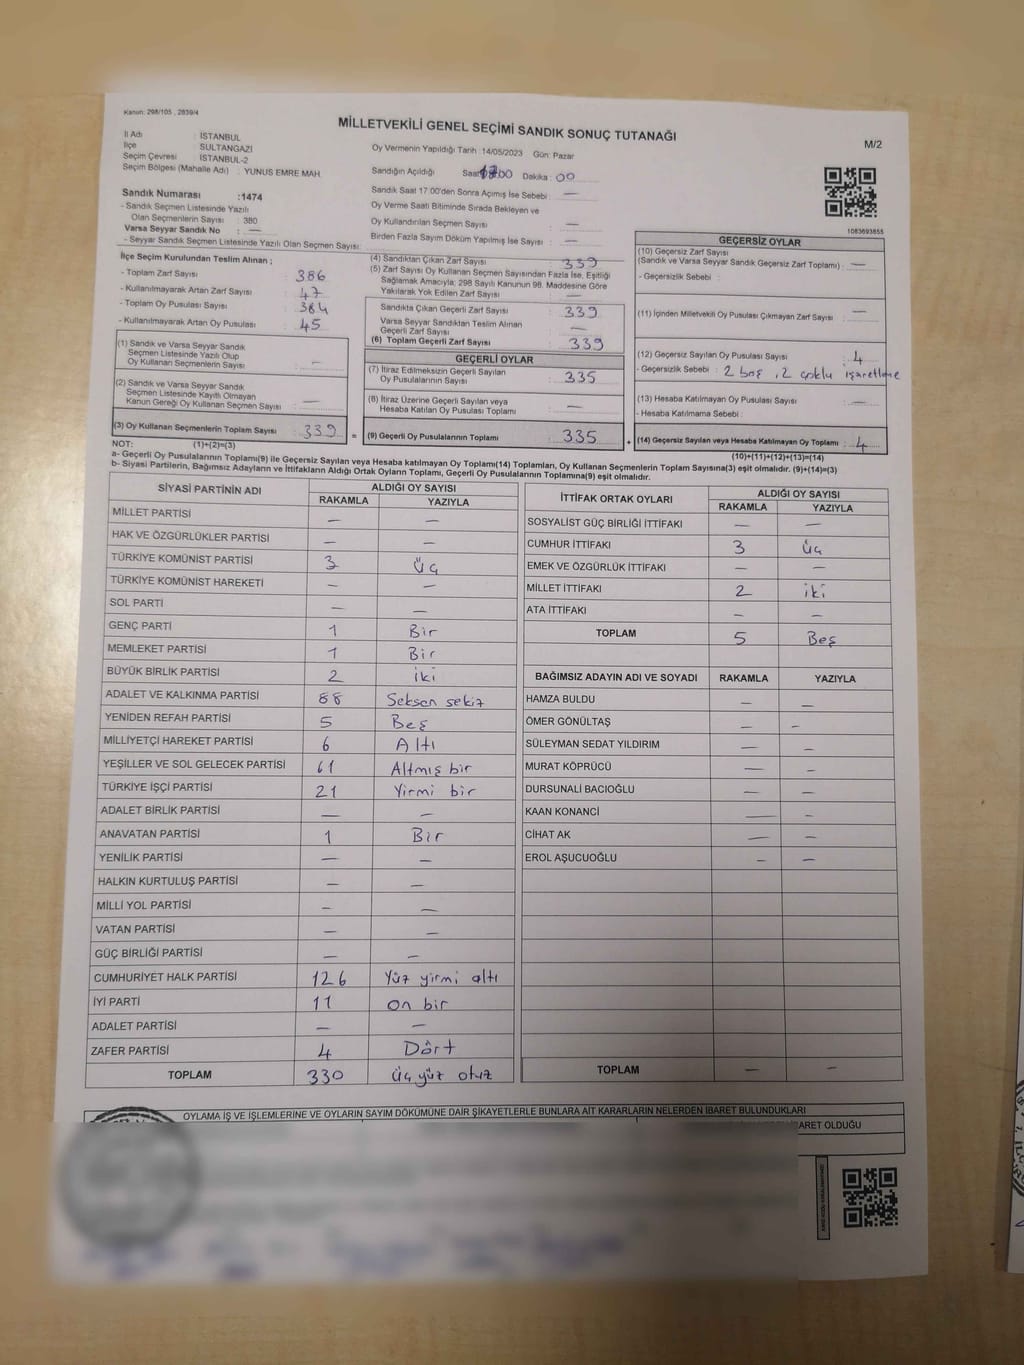 Kanun: 298/105 , 2839/4
MİLLETVEKİLİ GENEL SEÇİMİ SANDIK SONUÇ TUTANAĞI
M/2
İl Adı : İSTANBUL
İlçe : SULTANGAZİ
Seçim Çevresi : İSTANBUL-2
Seçim Bölgesi (Mahalle Adı) : YUNUS EMRE MAH.
Oy Vermenin Yapıldığı Tarih :14/05/2023 Gün: Pazar
Sandığın Açıldığı Saat 00 Dakika : 00
Sandık Saat 17:00'den Sonra Açımış İse Sebebi : —
Oy Verme Saati Bitiminde Sırada Bekleyen ve
Oy Kullandırılan Seçmen Sayısı : —
Birden Fazla Sayım Döküm Yapılmış İse Sayısı : —
Sandık Numarası :1474
- Sandık Seçmen Listesinde Yazılı
Olan Seçmenlerin Sayısı : 380
Varsa Seyyar Sandık No : —
- Seyyar Sandık Seçmen Listesinde Yazılı Olan Seçmen Sayısı:
1083693855
İlçe Seçim Kurulundan Teslim Alınan ;
- Toplam Zarf Sayısı : 386
- Kullanılmayarak Artan Zarf Sayısı : 47
- Toplam Oy Pusulası Sayısı : 384
- Kullanılmayarak Artan Oy Pusulası : 45
(1) Sandık ve Varsa Seyyar Sandık
Seçmen Listesinde Yazılı Olup
Oy Kullanan Seçmenlerin Sayısı : —
(2) Sandık ve Varsa Seyyar Sandık
Seçmen Listesinde Kayıtlı Olmayan
Kanun Gereği Oy Kullanan Seçmen Sayısı : —
(3) Oy Kullanan Seçmenlerin Toplam Sayısı : 339
(4) Sandıktan Çıkan Zarf Sayısı : 339
(5) Zarf Sayısı Oy Kullanan Seçmen Sayısından Fazla İse, Eşitliği
Sağlamak Amacıyla; 298 Sayılı Kanunun 98. Maddesine Göre
Yakılarak Yok Edilen Zarf Sayısı : —
Sandıkta Çıkan Geçerli Zarf Sayısı : 339
Varsa Seyyar Sandıktan Teslim Alınan
Geçerli Zarf Sayısı : —
(6) Toplam Geçerli Zarf Sayısı : 339
GEÇERLİ OYLAR
(7) İtiraz Edilmeksizin Geçerli Sayılan
Oy Pusulalarının Sayısı : 335
(8) İtiraz Üzerine Geçerli Sayılan veya
Hesaba Katılan Oy Pusulası Toplamı : —
= (9) Geçerli Oy Pusulalarının Toplamı : 335
GEÇERSİZ OYLAR
(10) Geçersiz Zarf Sayısı
(Sandık ve Varsa Seyyar Sandık Geçersiz Zarf Toplamı) : —
- Geçersizlik Sebebi :
(11) İçinden Milletvekili Oy Pusulası Çıkmayan Zarf Sayısı : —
(12) Geçersiz Sayılan Oy Pusulası Sayısı : 4
- Geçersizlik Sebebi : 2 boş , 2 çoklu işaretleme
(13) Hesaba Katılmayan Oy Pusulası Sayısı : —
- Hesaba Katılmama Sebebi :
+ (14) Geçersiz Sayılan veya Hesaba Katılmayan Oy Toplamı : 4
NOT: (1)+(2)=(3)
(10)+(11)+(12)+(13)=(14)
a- Geçerli Oy Pusulalarının Toplamı(9) ile Geçersiz Sayılan veya Hesaba Katılmayan Oy Toplamı(14) Toplamları, Oy Kullanan Seçmenlerin Toplam Sayısına(3) eşit olmalıdır. (9)+(14)=(3)
b- Siyasi Partilerin, Bağımsız Adayların ve İttifakların Aldığı Ortak Oyların Toplamı, Geçerli Oy Pusulalarının Toplamına(9) eşit olmalıdır.
SİYASİ PARTİNİN ADI ALDIĞI OY SAYISI
RAKAMLA YAZIYLA
MİLLET PARTİSİ — —
HAK VE ÖZGÜRLÜKLER PARTİSİ — —
TÜRKİYE KOMÜNİST PARTİSİ 3 Üç
TÜRKİYE KOMÜNİST HAREKETİ — —
SOL PARTİ — —
GENÇ PARTİ 1 Bir
MEMLEKET PARTİSİ 1 Bir
BÜYÜK BİRLİK PARTİSİ 2 iki
ADALET VE KALKINMA PARTİSİ 88 Seksen sekiz
YENİDEN REFAH PARTİSİ 5 Beş
MİLLİYETÇİ HAREKET PARTİSİ 6 Altı
YEŞİLLER VE SOL GELECEK PARTİSİ 61 Altmış bir
TÜRKİYE İŞÇİ PARTİSİ 21 Yirmi bir
ADALET BİRLİK PARTİSİ — —
ANAVATAN PARTİSİ 1 Bir
YENİLİK PARTİSİ — —
HALKIN KURTULUŞ PARTİSİ — —
MİLLİ YOL PARTİSİ — —
VATAN PARTİSİ — —
GÜÇ BİRLİĞİ PARTİSİ — —
CUMHURİYET HALK PARTİSİ 126 Yüz yirmi altı
İYİ PARTİ 11 on bir
ADALET PARTİSİ — —
ZAFER PARTİSİ 4 Dört
TOPLAM 330 üç yüz otuz
İTTİFAK ORTAK OYLARI ALDIĞI OY SAYISI
RAKAMLA YAZIYLA
SOSYALİST GÜÇ BİRLİĞİ İTTİFAKI — —
CUMHUR İTTİFAKI 3 Üç
EMEK VE ÖZGÜRLÜK İTTİFAKI — —
MİLLET İTTİFAKI 2 iki
ATA İTTİFAKI — —
TOPLAM 5 Beş
BAĞIMSIZ ADAYIN ADI VE SOYADI RAKAMLA YAZIYLA
HAMZA BULDU — —
ÖMER GÖNÜLTAŞ — —
SÜLEYMAN SEDAT YILDIRIM — —
MURAT KÖPRÜCÜ — —
DURSUNALİ BACIOĞLU — —
KAAN KONANCİ — —
CİHAT AK — —
EROL AŞUCUOĞLU — —
TOPLAM — —
OYLAMA İŞ VE İŞLEMLERİNE VE OYLARIN SAYIM DÖKÜMÜNE DAİR ŞİKAYETLERLE BUNLARA AİT KARARLARIN NELERDEN İBARET BULUNDUKLARI
BARET OLDUĞU